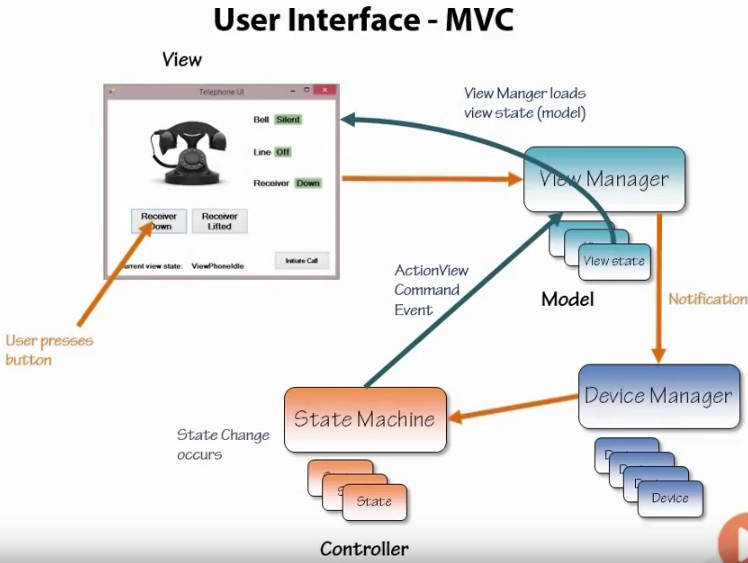 User Interface - MVC
View
Telephone UI
Bell Silent
Line Off
Receiver Down
Receiver
Down
Receiver
Lifted
urrent view state: ViewPhoneIdle
Initiate Call
User presses
button
View Manger loads
view state (model)
View Manager
View state
Model
ActionView
Command
Event
Notification
Device Manager
State Machine
State Change
occurs
State
Device
Controller